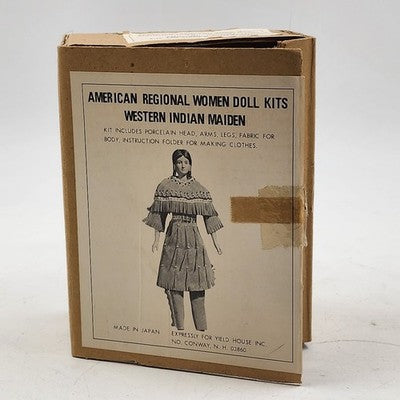 AMERICAN REGIONAL WOMEN DOLL KITS
WESTERN INDIAN MAIDEN
KIT INCLUDES PORCELAIN HEAD, ARMS, LEGS, FABRIC FOR
BODY, INSTRUCTION FOLDER FOR MAKING CLOTHES.
MADE IN JAPAN EXPRESSLY FOR YIELD HOUSE INC.
NO. CONWAY, N. H. 03860